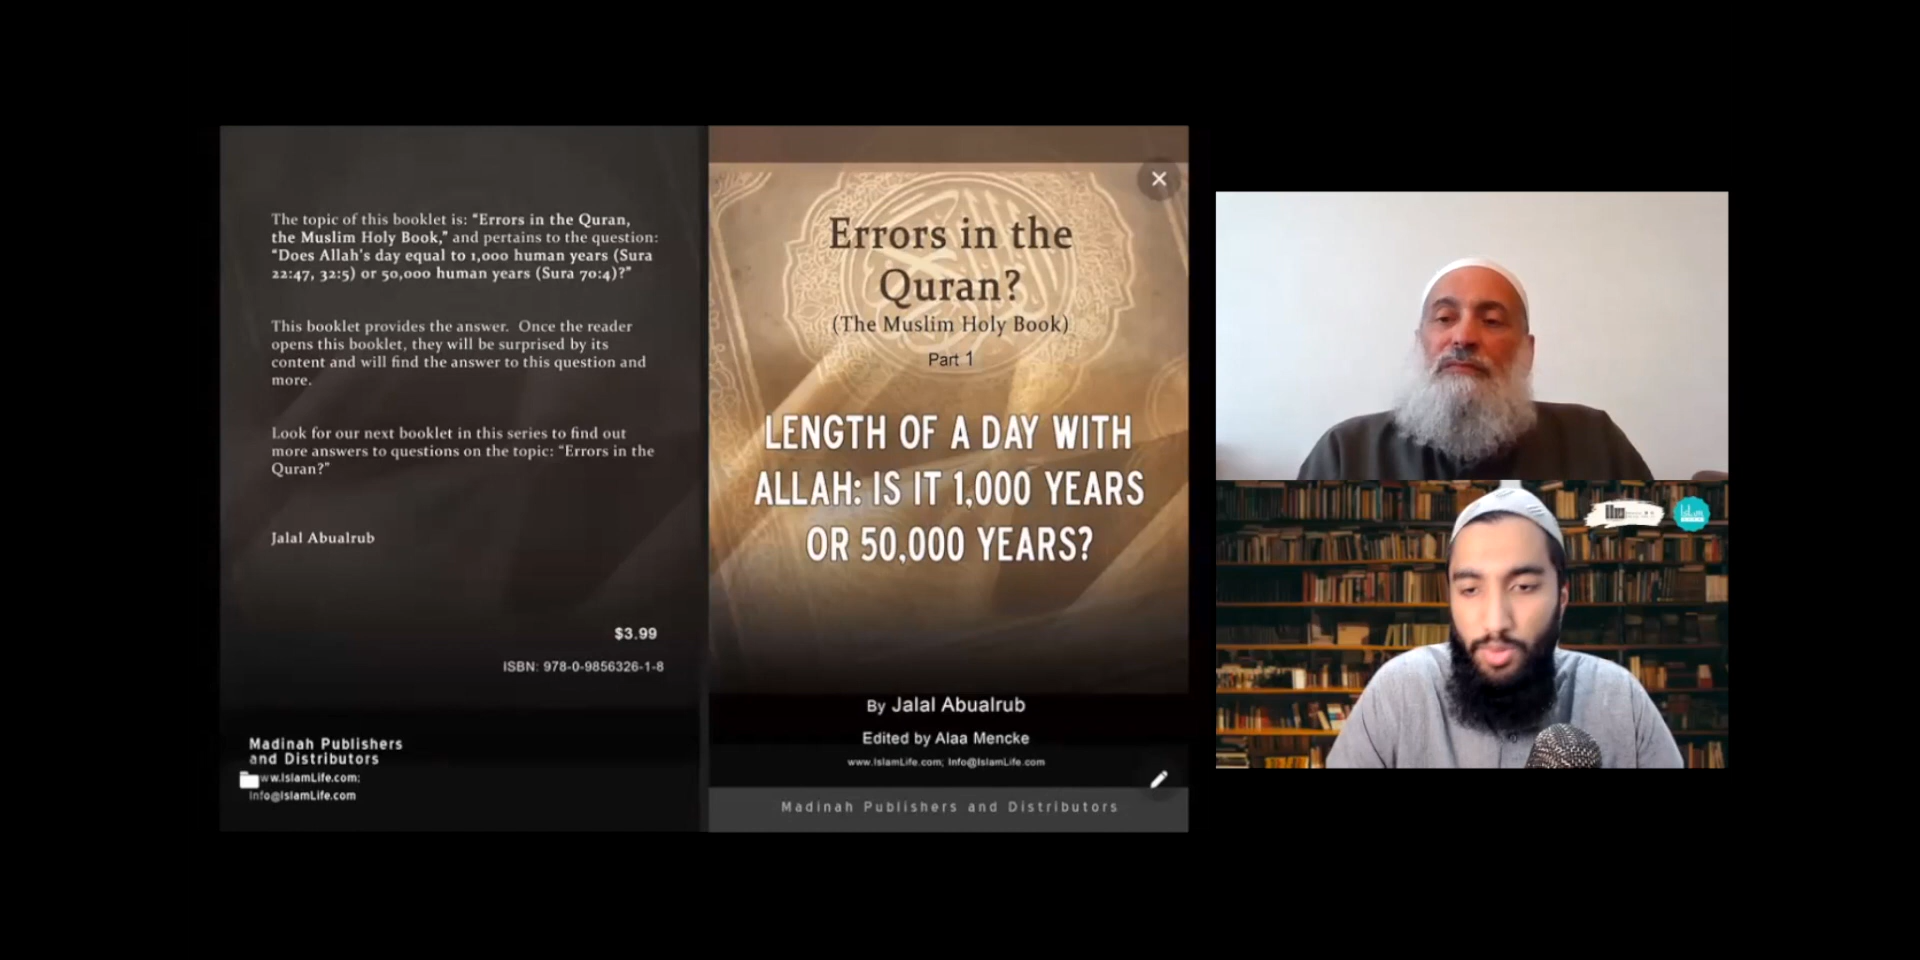 The topic of this booklet is: “Errors in the Quran,
the Muslim Holy Book,” and pertains to the question:
“Does Allah's day equal to 1,000 human years (Sura
22:47, 32:5) or 50,000 human years (Sura 70:4)?”
This booklet provides the answer. Once the reader
opens this booklet, they will be surprised by its
content and will find the answer to this question and
more.
Look for our next booklet in this series to find out
more answers to questions on the topic: “Errors in the
Quran?”
Jalal Abualrub
$3.99
ISBN: 978-0-9856326-1-8
Madinah Publishers
and Distributors
ww.IslamLife.com;
Info@IslamLife.com
Errors in the
Quran?
(The Muslim Holy Book)
Part 1
LENGTH OF A DAY WITH
ALLAH: IS IT 1,000 YEARS
OR 50,000 YEARS?
By Jalal Abualrub
Edited by Alaa Mencke
www.IslamLife.com; Info@IslamLife.com
Madinah Publishers and Distributors